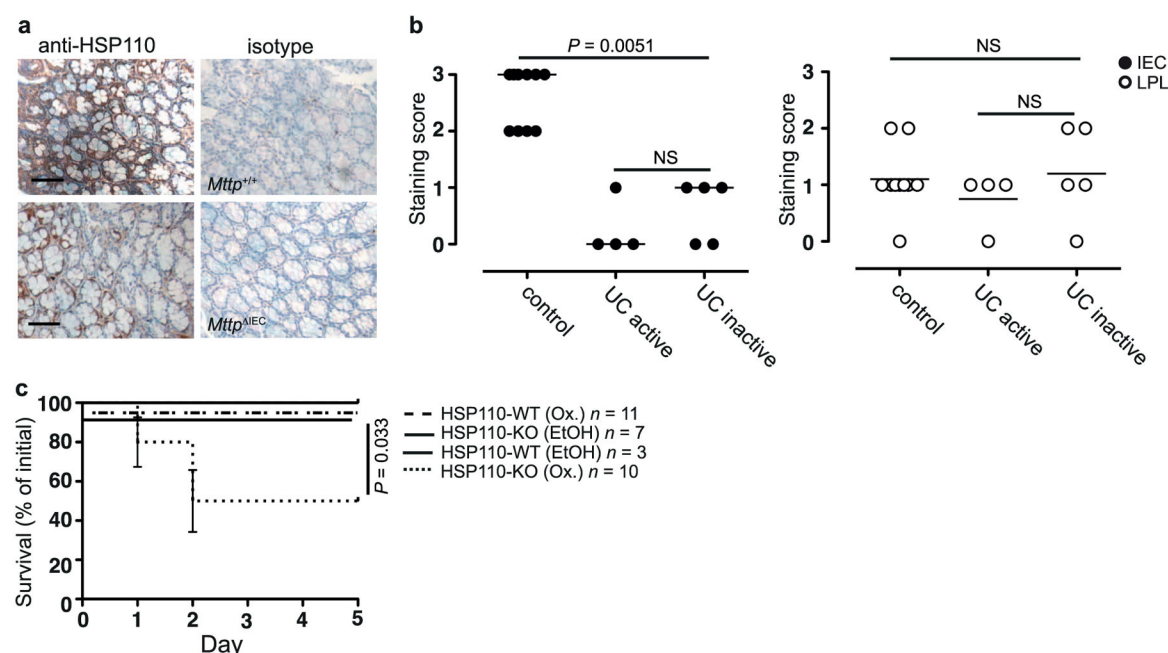 a
anti-HSP110 isotype
Mttp+/+
MttpΔIEC
b
P = 0.0051
NS
Staining score
3
2
1
0
control
UC active
UC inactive
NS
NS
Staining score
3
2
1
0
control
UC active
UC inactive
IEC
LPL
c
Survival (% of initial)
100
80
60
40
20
0
0 1 2 3 4 5
Day
P = 0.033
HSP110-WT (Ox.) n = 11
HSP110-KO (EtOH) n = 7
HSP110-WT (EtOH) n = 3
HSP110-KO (Ox.) n = 10